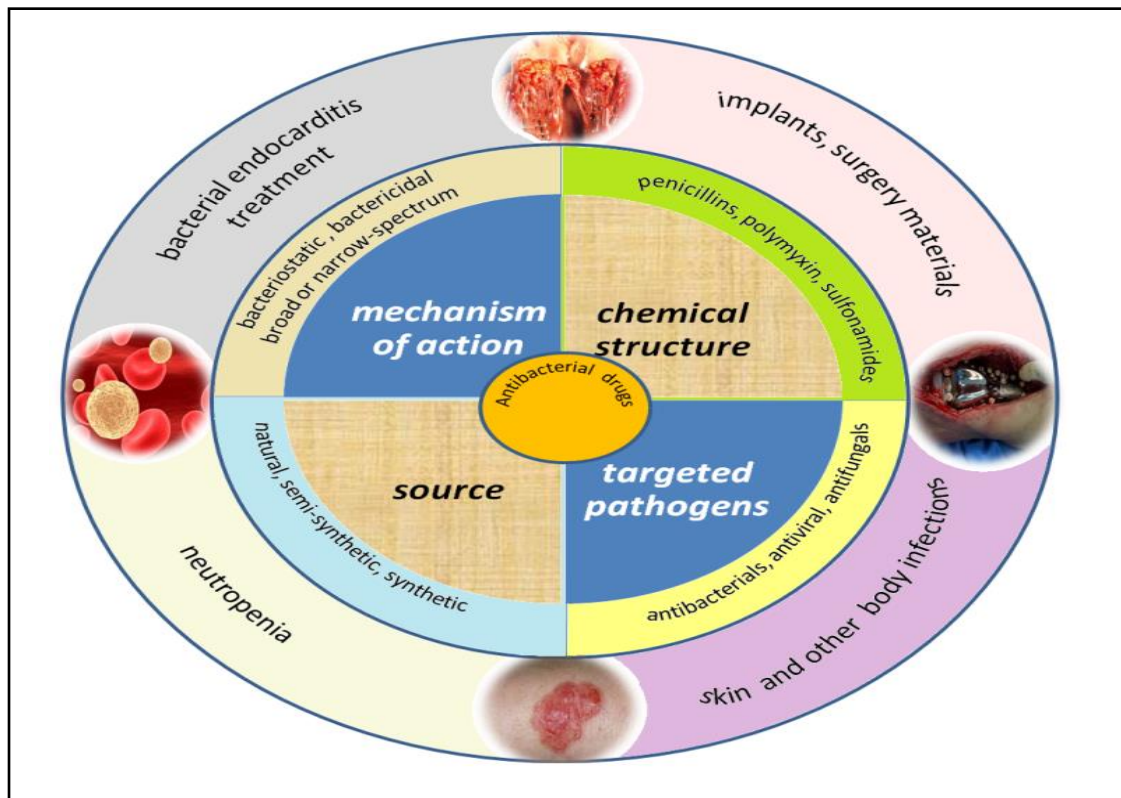 bacterial endocarditis
treatment
implants, surgery materials
bacteriostatic, bactericidal
broad or narrow-spectrum
penicillins, polymyxin, sulfonamides
mechanism
of action
chemical
structure
Antibacterial drugs
source
targeted
pathogens
natural, semi-synthetic, synthetic
antibacterials, antiviral, antifungals
neutropenia
skin and other body infections